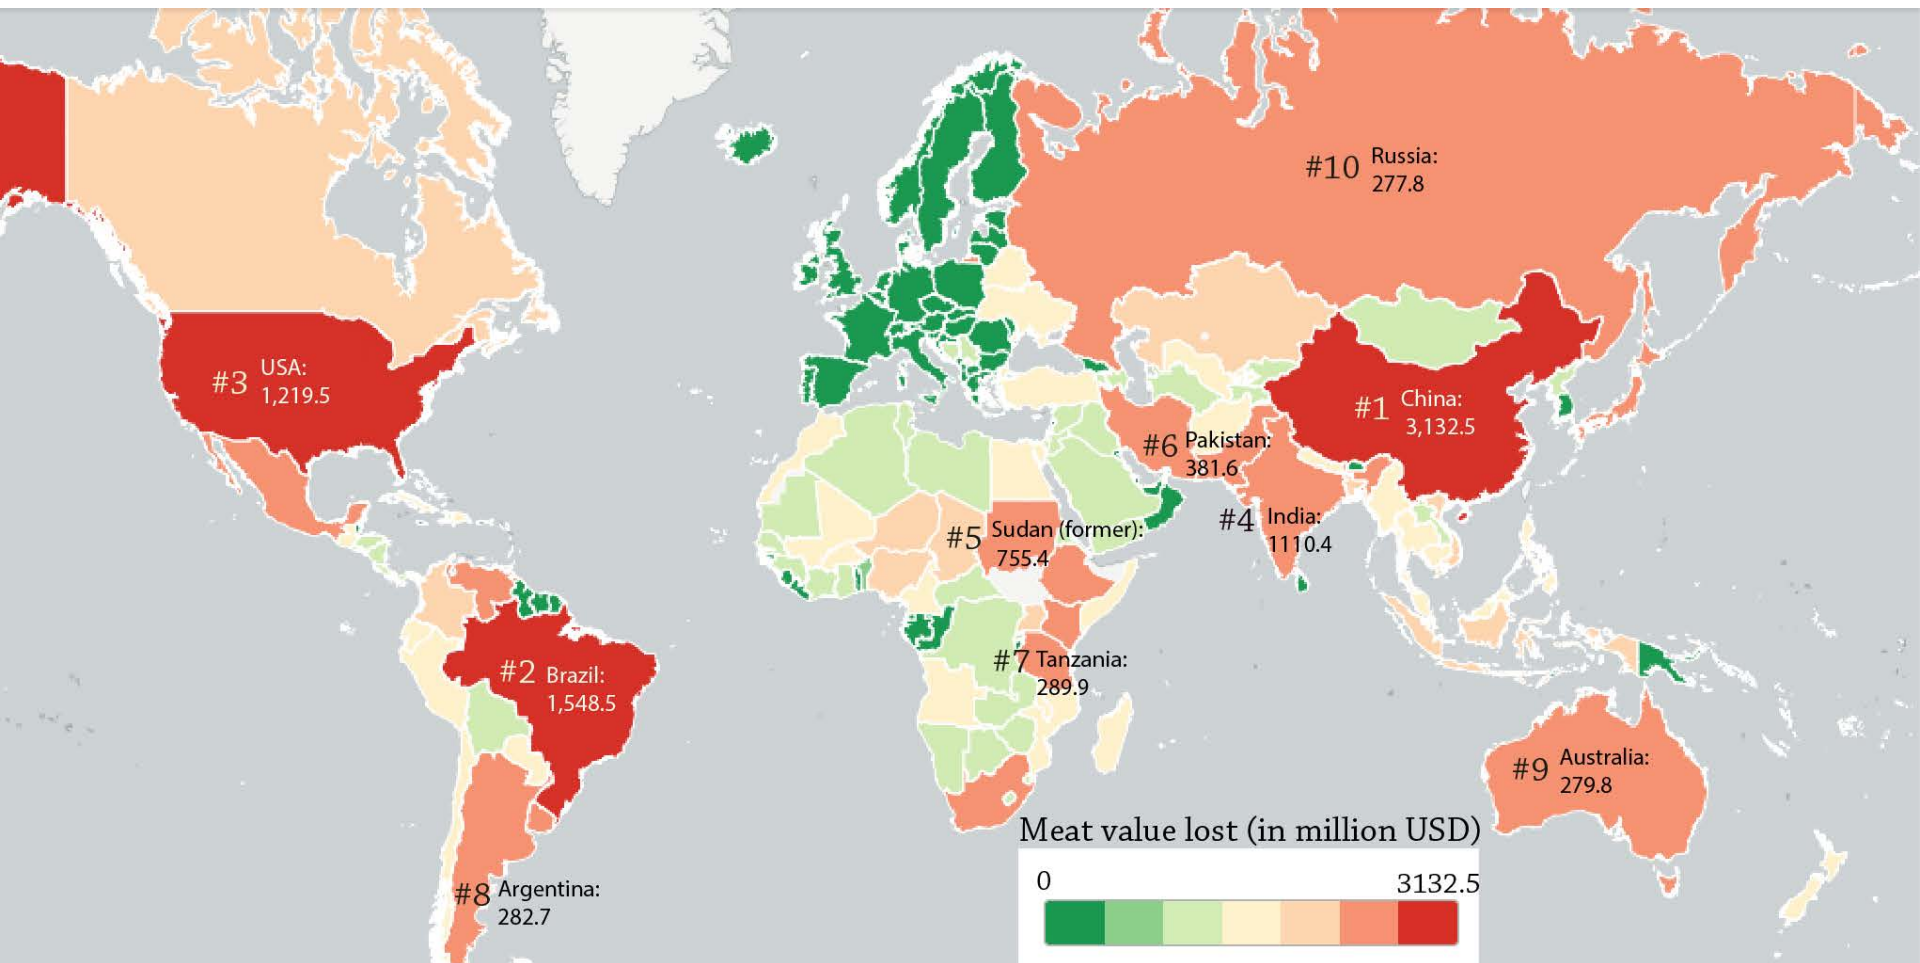 #10 Russia:
277.8
#3 USA:
1,219.5
#1 China:
3,132.5
#6 Pakistan:
381.6
#4 India:
1110.4
#5 Sudan (former):
755.4
#7 Tanzania:
289.9
#2 Brazil:
1,548.5
#9 Australia:
279.8
#8 Argentina:
282.7
Meat value lost (in million USD)
0 3132.5